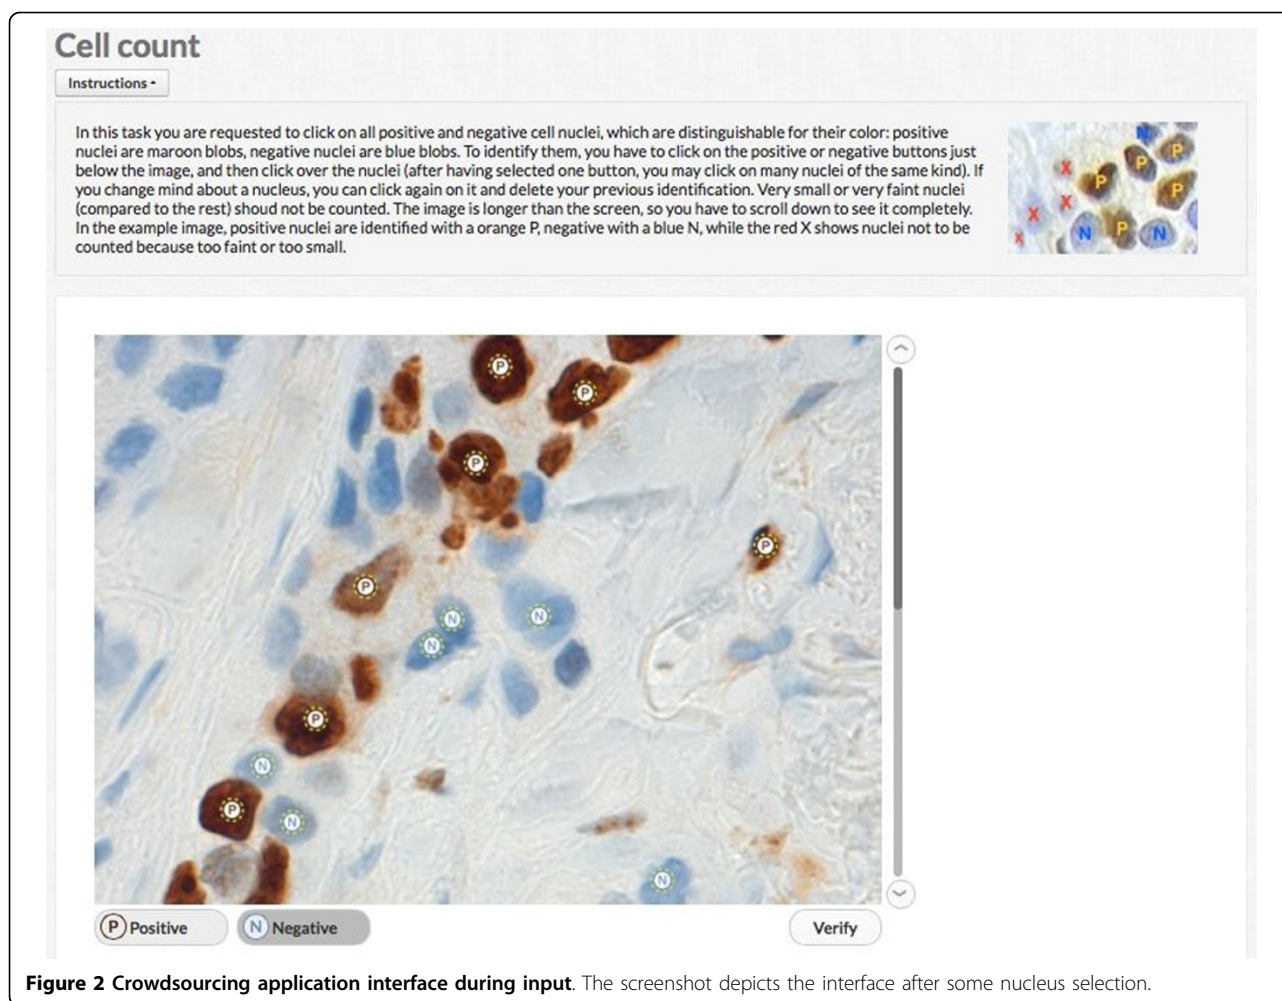 Cell count
Instructions
In this task you are requested to click on all positive and negative cell nuclei, which are distinguishable for their color: positive
nuclei are maroon blobs, negative nuclei are blue blobs. To identify them, you have to click on the positive or negative buttons just
below the image, and then click over the nuclei (after having selected one button, you may click on many nuclei of the same kind). If
you change mind about a nucleus, you can click again on it and delete your previous identification. Very small or very faint nuclei
(compared to the rest) shoud not be counted. The image is longer than the screen, so you have to scroll down to see it completely.
In the example image, positive nuclei are identified with a orange P, negative with a blue N, while the red X shows nuclei not to be
counted because too faint or too small.
N
P
P
X
P
P
X
X
X
N
P
N
P
P
P
P
P
N
N
N
P
N
P
N
N
P Positive
N Negative
Verify
Figure 2 Crowdsourcing application interface during input. The screenshot depicts the interface after some nucleus selection.